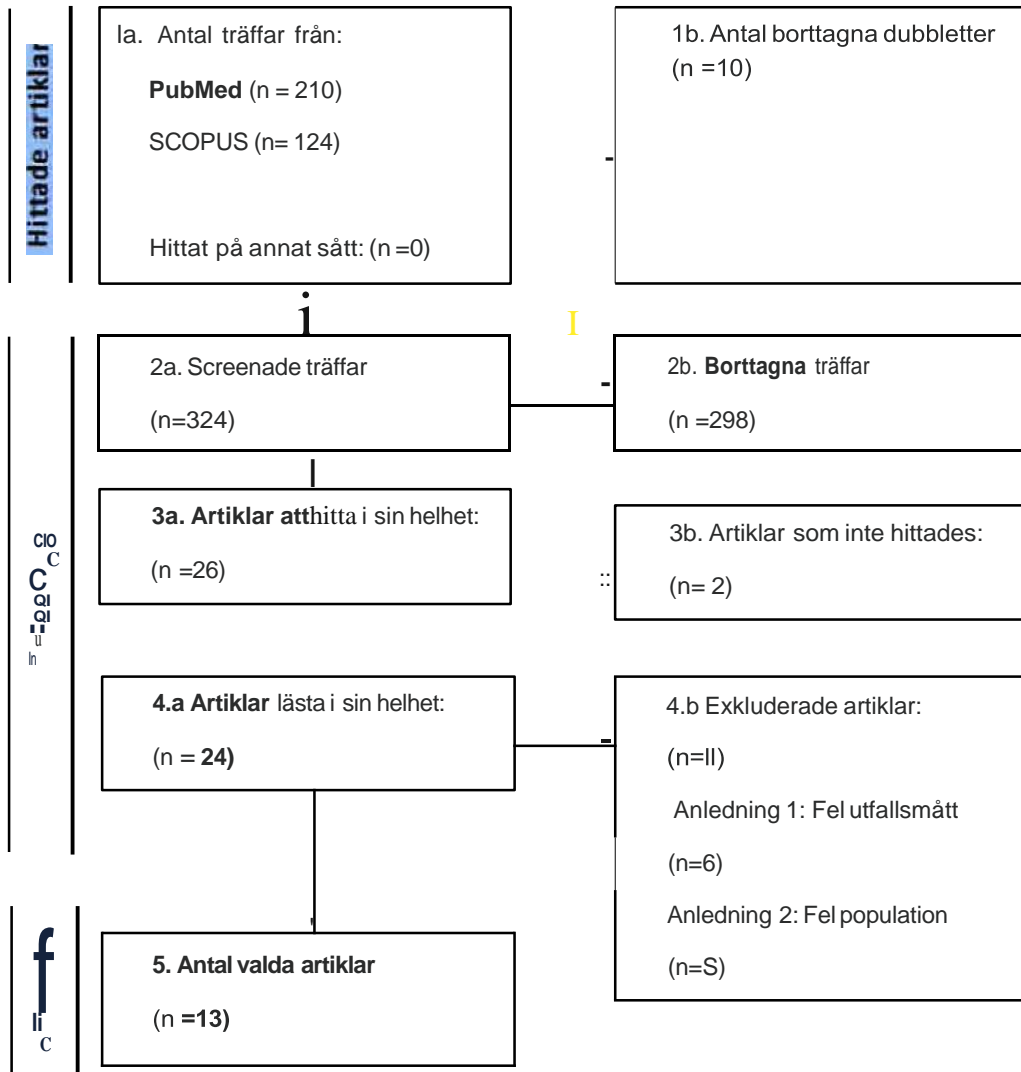 Hittade artiklar
la. Antal träffar från:
PubMed (n = 210)
SCOPUS (n= 124)
Hittat på annat sått: (n =0)
1b. Antal borttagna dubbletter
(n =10)
2a. Screenade träffar
(n=324)
2b. Borttagna träffar
(n =298)
3a. Artiklar atthitta i sin helhet:
(n =26)
3b. Artiklar som inte hittades:
(n= 2)
4.a Artiklar lästa i sin helhet:
(n = 24)
4.b Exkluderade artiklar:
(n=II)
Anledning 1: Fel utfallsmått
(n=6)
Anledning 2: Fel population
(n=S)
5. Antal valda artiklar
(n =13)